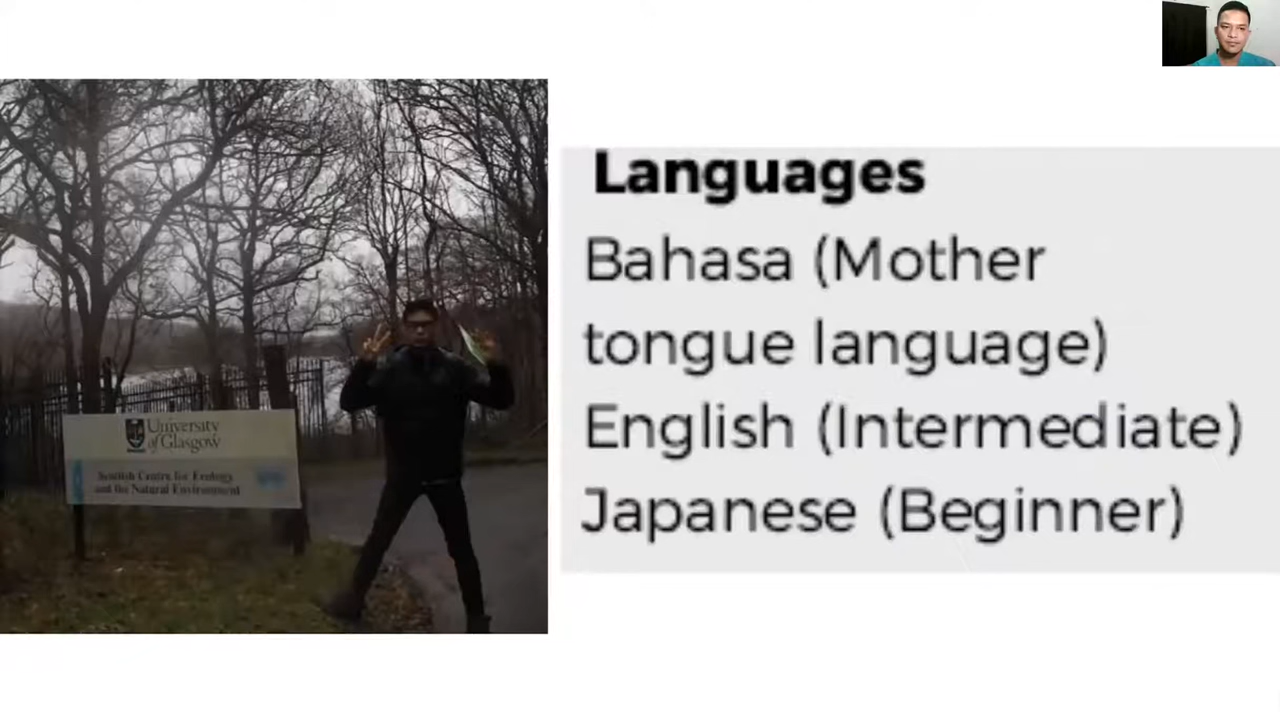 University
of Glasgow
Scottish Centre for Ecology
and the Natural Environment
Languages
Bahasa (Mother
tongue language)
English (Intermediate)
Japanese (Beginner)